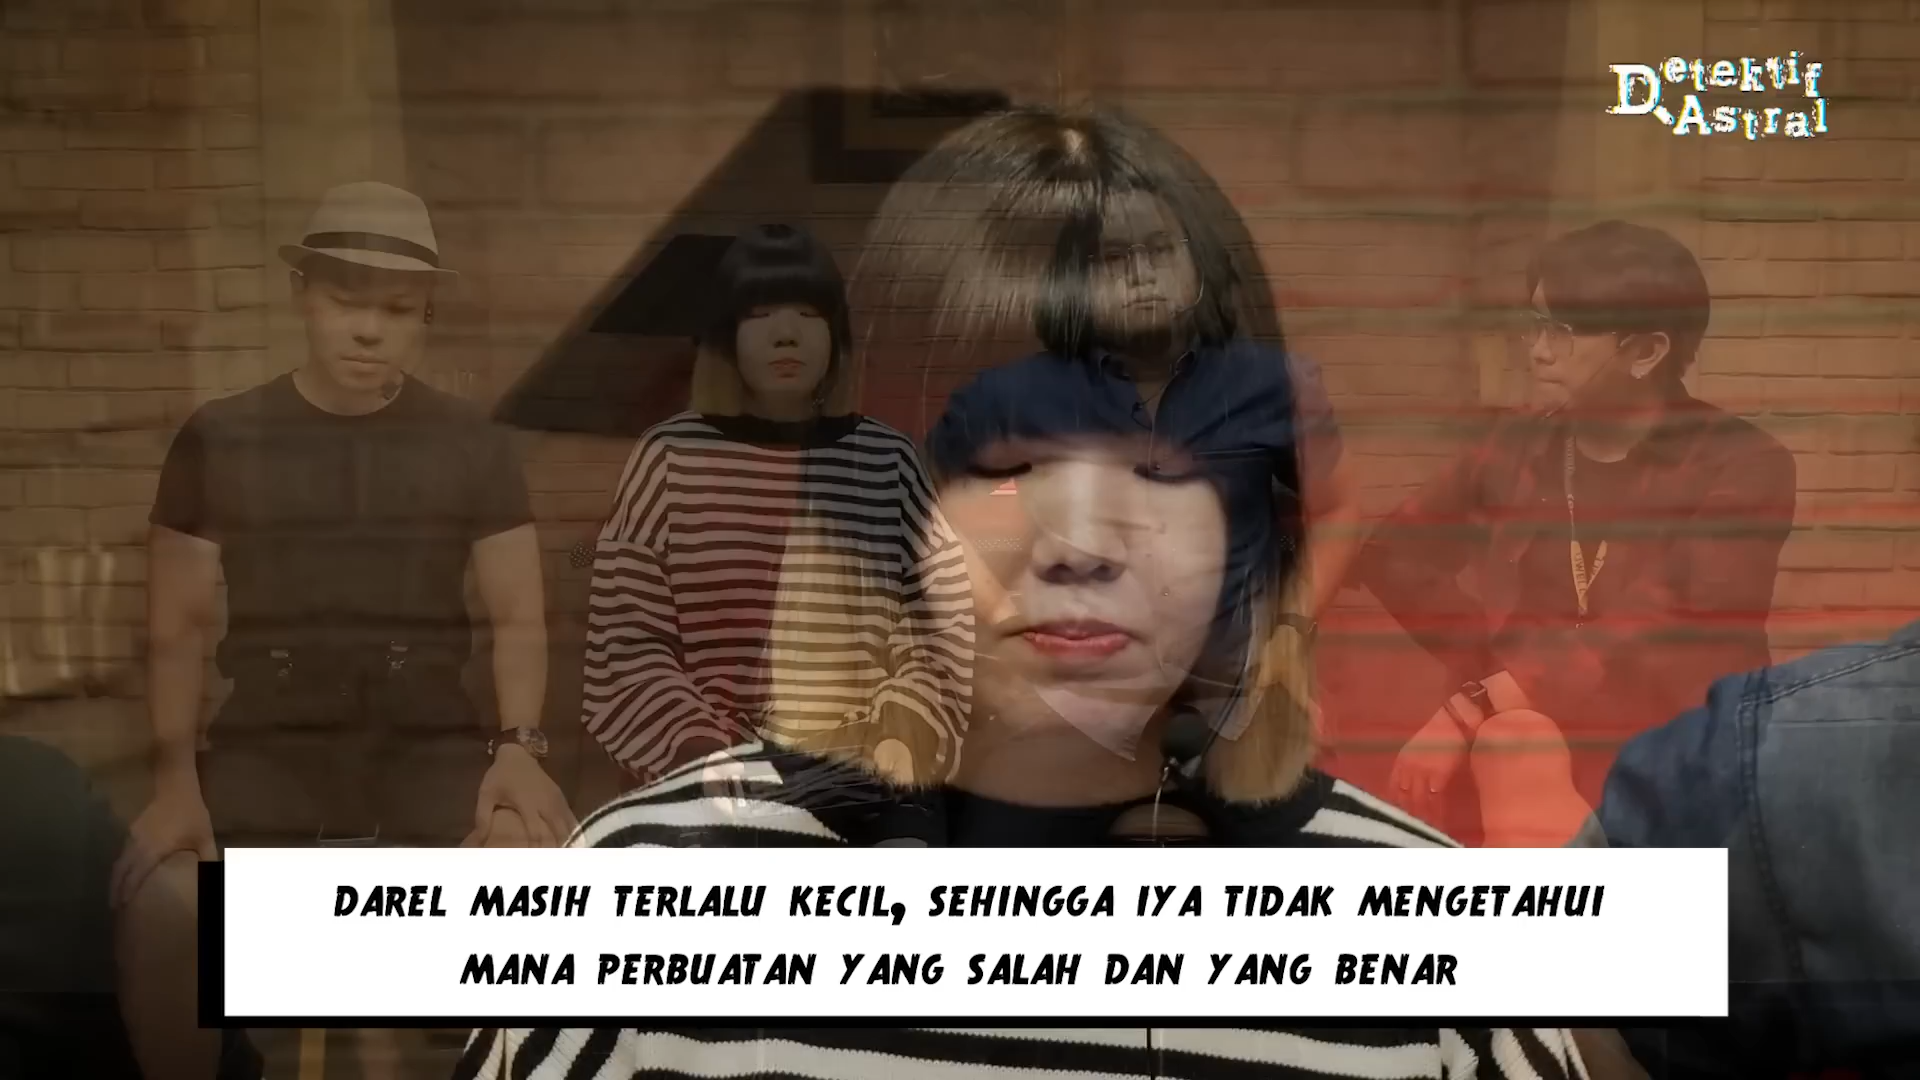 Detektif
Astral
DAREL MASIH TERLALU KECIL, SEHINGGA IYA TIDAK MENGETAHUI
MANA PERBUATAN YANG SALAH DAN YANG BENAR